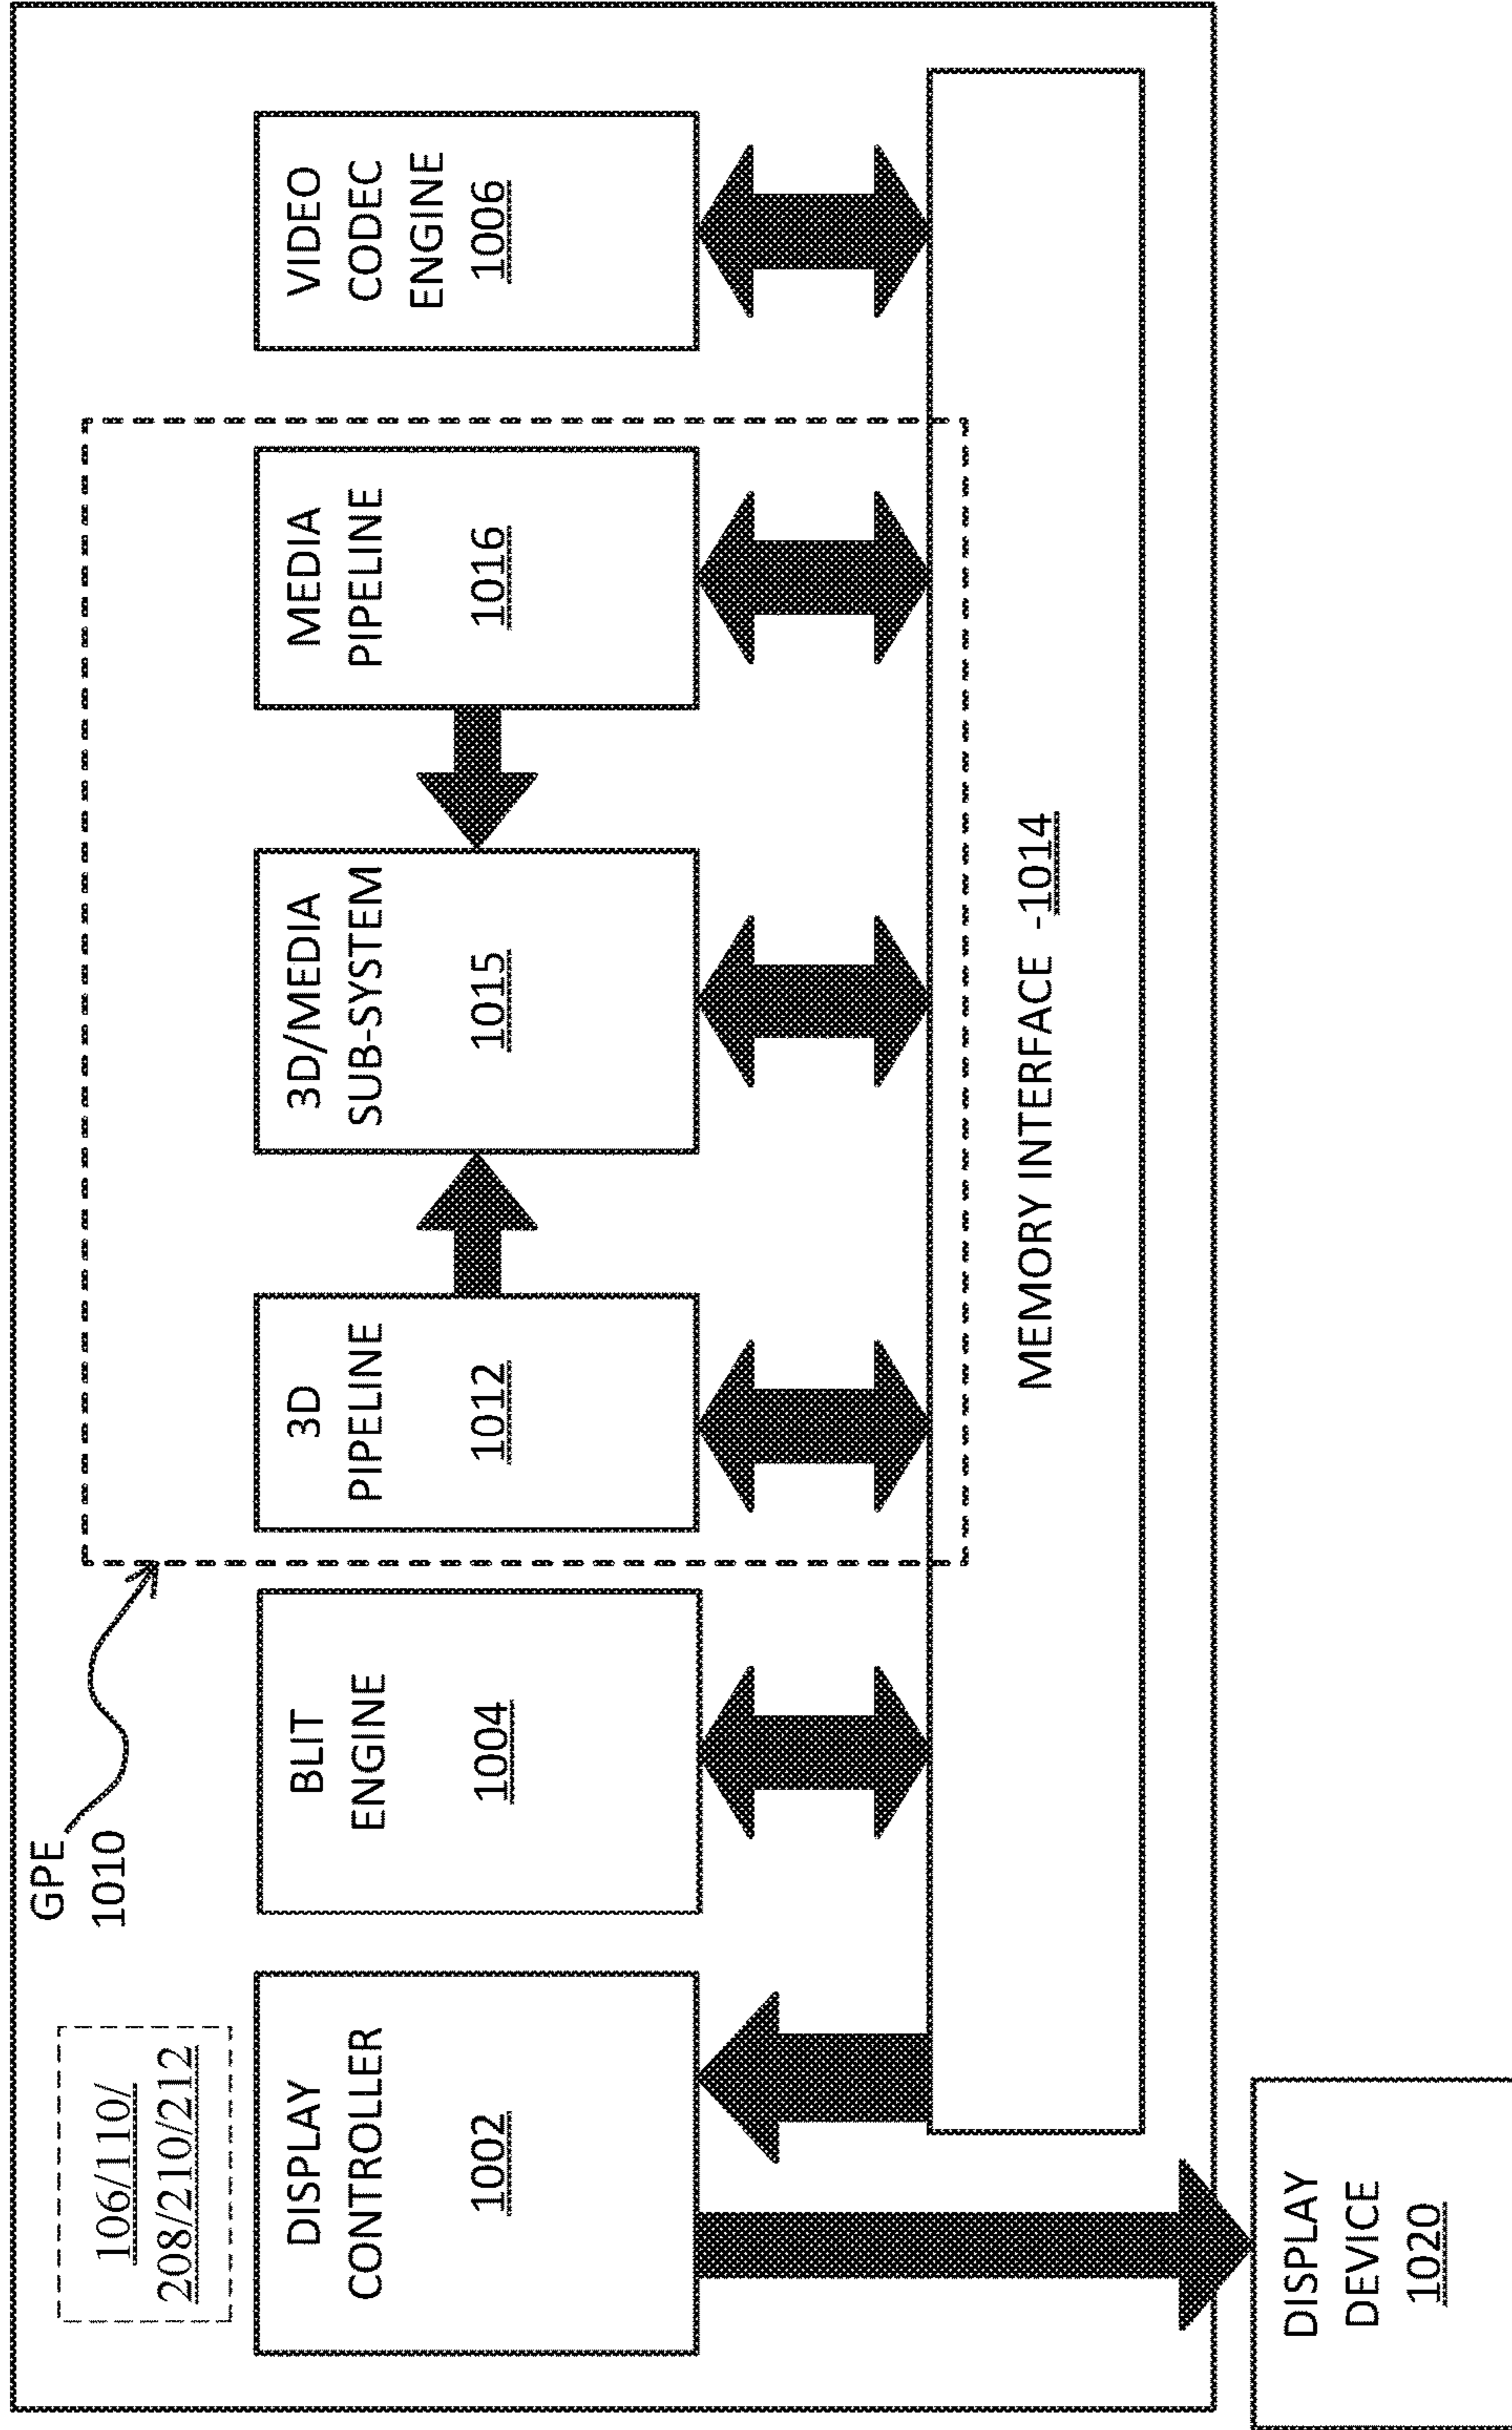 GPE
1010
106/110/
208/210/212
DISPLAY
CONTROLLER
1002
BLIT
ENGINE
1004
3D
PIPELINE
1012
3D/MEDIA
SUB-SYSTEM
1015
MEDIA
PIPELINE
1016
VIDEO
CODEC
ENGINE
1006
MEMORY INTERFACE -1014
DISPLAY
DEVICE
1020